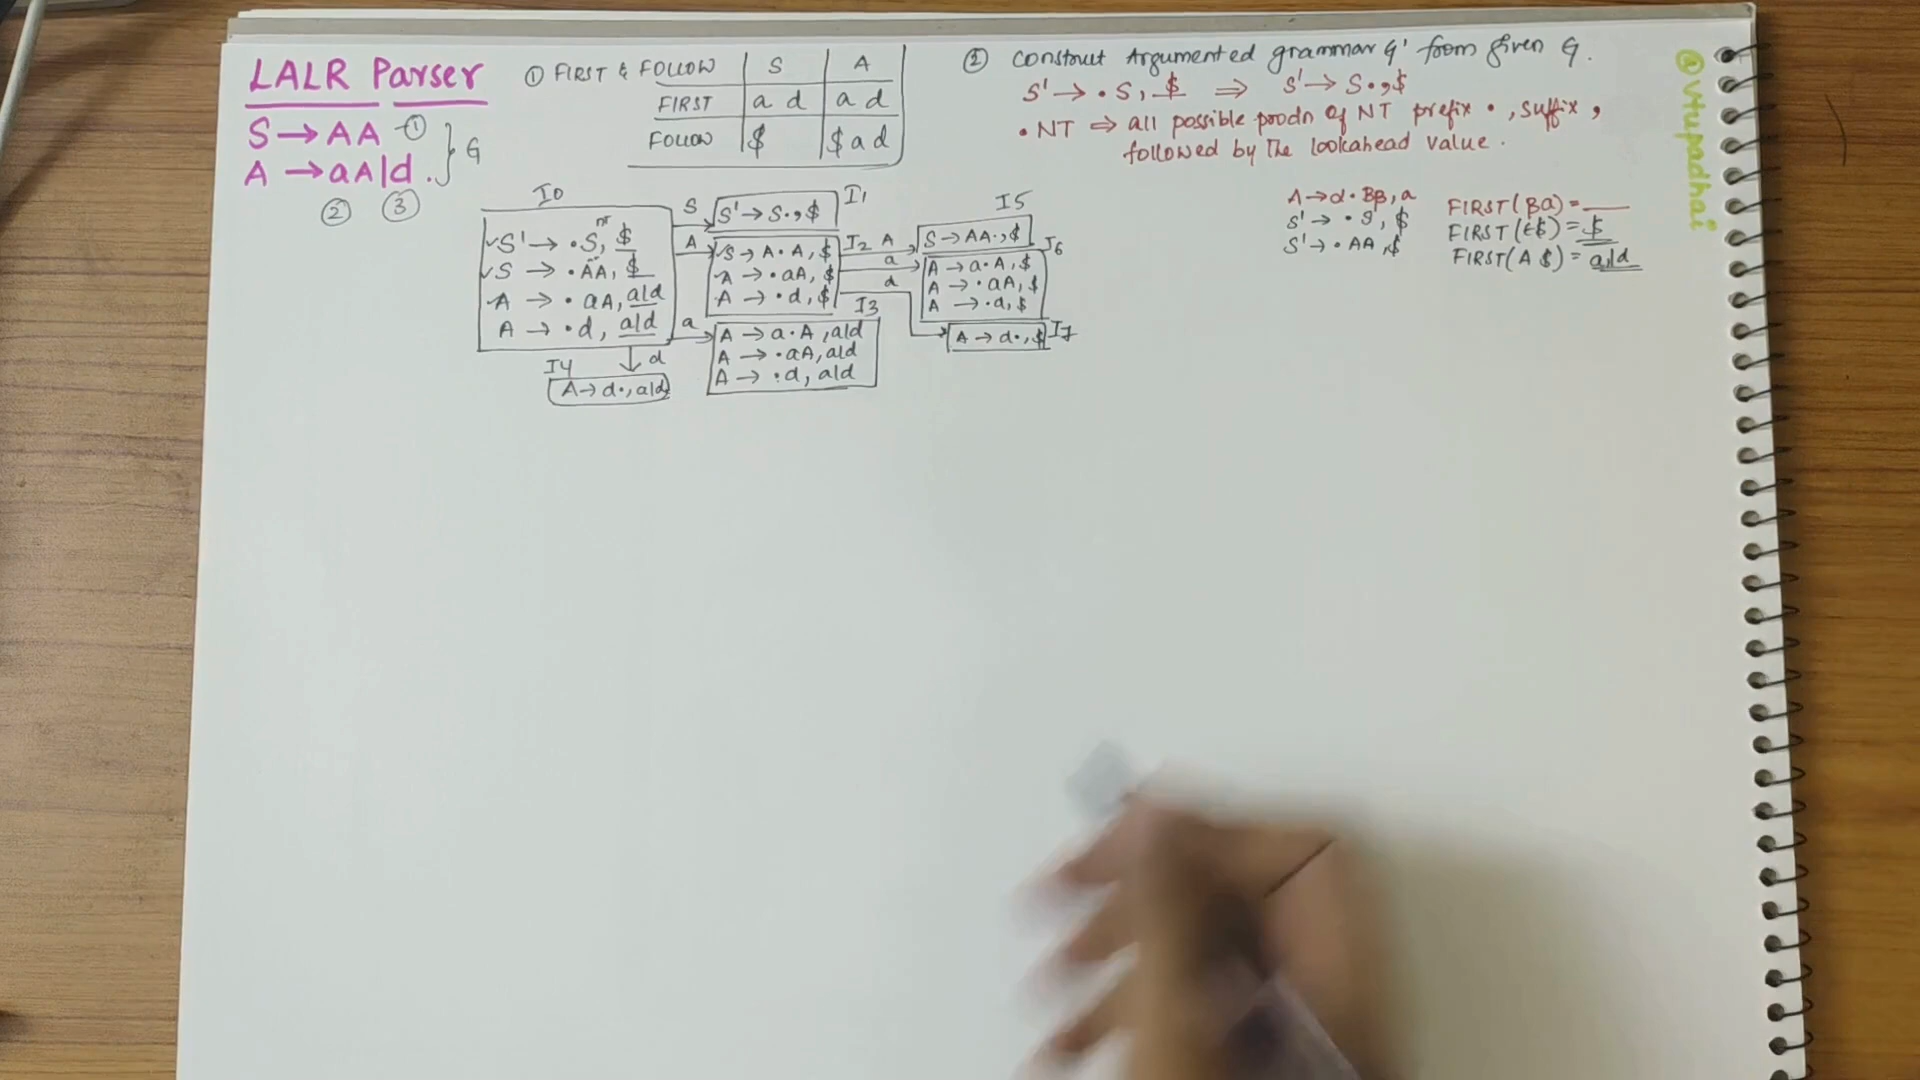 LALR Parser
S → AA -①
A → aA|d .
② ③
} G
① FIRST & FOLLOW | S | A
FIRST | a d | a d
FOLLOW | $ | $ a d
② Construct Argumented grammar G' from given G.
S' → • S, $ ⇒ S' → S•,$
• NT ⇒ all possible prodn of NT prefix • , suffix ,
followed by the lookahead value .
@vtupadhai
A → α • Bβ, a
S' → • S', $
S' → • AA,$
FIRST(βa) = ___
FIRST(ε$) = $
FIRST(A $) = a|d
I0
NT
S' → •S, $
S → •AA, $
A → • aA, a|d
A → •d, a|d
S
I1
S' → S•,$
A
I2
S → A•A, $
A → •aA, $
A → •d, $
a
I3
A → a•A, a|d
A → •aA, a|d
A → •d, a|d
d
I4
A → d•, a|d
A
I5
S → AA•,$
a
I6
A → a•A, $
A → •aA, $
A → •d, $
d
I7
A → d•, $